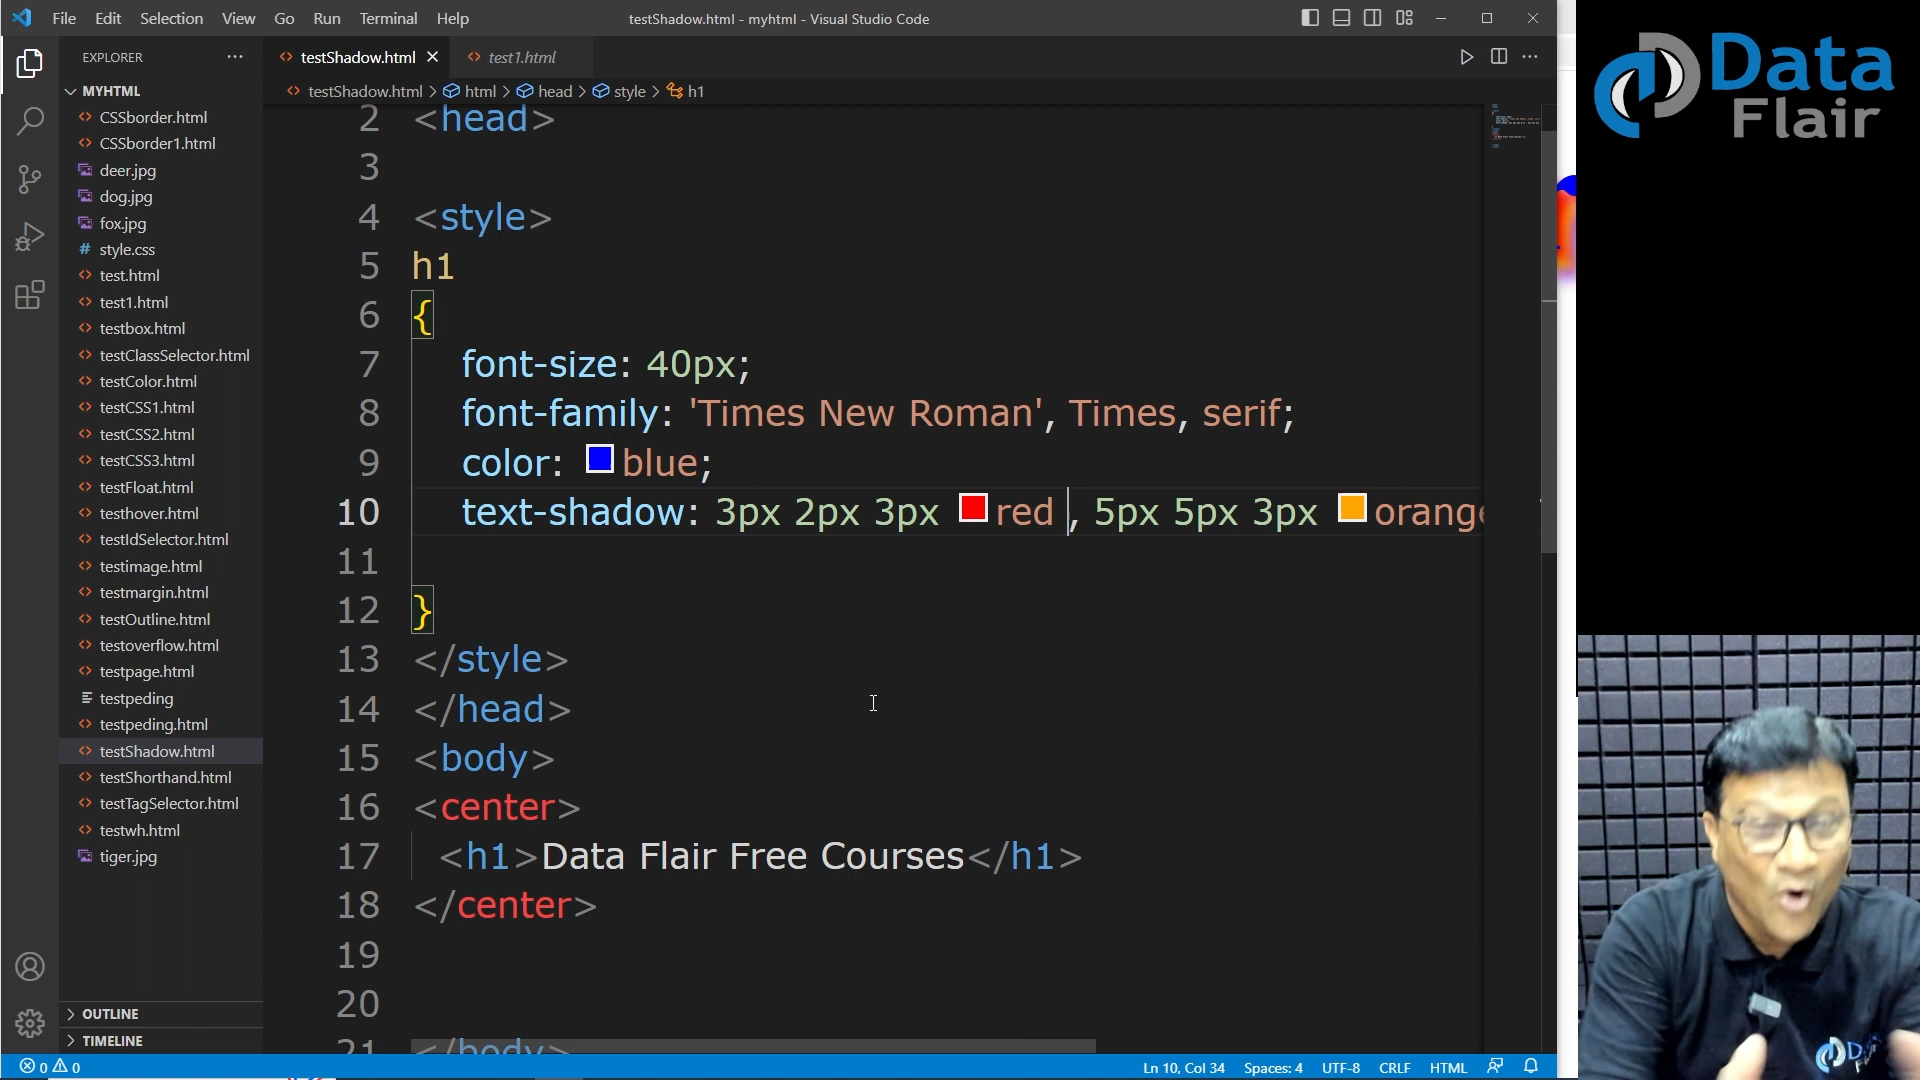 File Edit Selection View Go Run Terminal Help
testShadow.html - myhtml - Visual Studio Code
EXPLORER
MYHTML
CSSborder.html
CSSborder1.html
deer.jpg
dog.jpg
fox.jpg
# style.css
test.html
test1.html
testbox.html
testClassSelector.html
testColor.html
testCSS1.html
testCSS2.html
testCSS3.html
testFloat.html
testhover.html
testIdSelector.html
testimage.html
testmargin.html
testOutline.html
testoverflow.html
testpage.html
testpeding
testpeding.html
testShadow.html
testShorthand.html
testTagSelector.html
testwh.html
tiger.jpg
OUTLINE
TIMELINE
testShadow.html test1.html
testShadow.html > html > head > style > h1
2 <head>
3
4 <style>
5 h1
6 {
7 font-size: 40px;
8 font-family: 'Times New Roman', Times, serif;
9 color: blue;
10 text-shadow: 3px 2px 3px red , 5px 5px 3px orange
11
12 }
13 </style>
14 </head>
15 <body>
16 <center>
17 <h1>Data Flair Free Courses</h1>
18 </center>
19
20
21 </body>
0 0
Ln 10, Col 34 Spaces: 4 UTF-8 CRLF HTML
Data
Flair